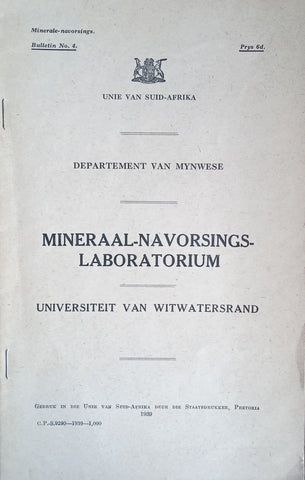 Minerale-navorsings.
Bulletin No. 4.
Prys 6d.
UNIE VAN SUID-AFRIKA
DEPARTEMENT VAN MYNWESE
MINERAAL-NAVORSINGS-
LABORATORIUM
UNIVERSITEIT VAN WITWATERSRAND
GEDRUK IN DIE UNIE VAN SUID-AFRIKA DEUR DIE STAATSDRUKKER, PRETORIA
1939
C.P.-S.9280—1939—1,000